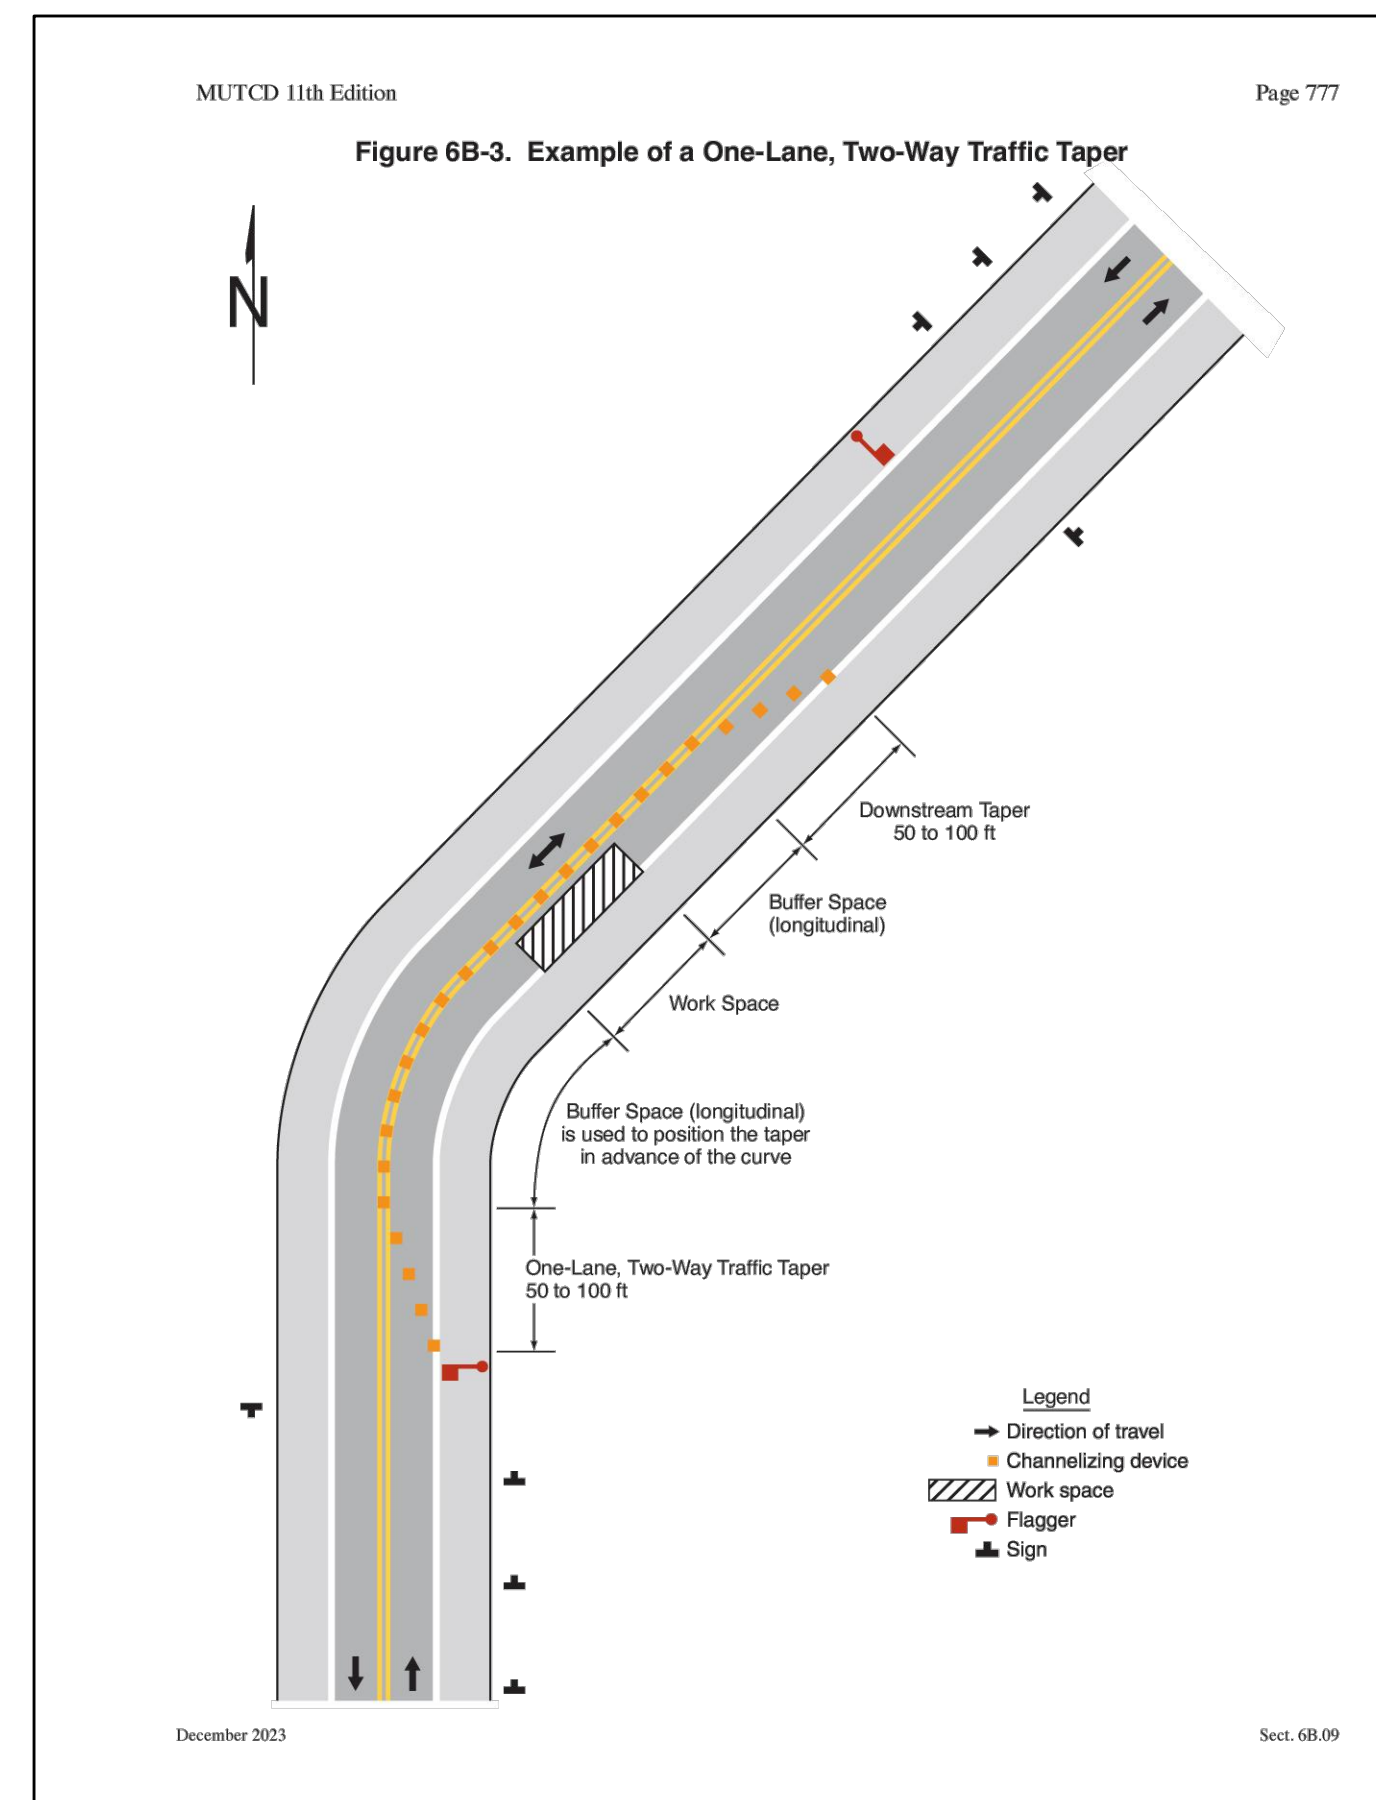 MUTCD 11th Edition
Page 777
Figure 6B-3. Example of a One-Lane, Two-Way Traffic Taper
N
Downstream Taper
50 to 100 ft
Buffer Space
(longitudinal)
Work Space
Buffer Space (longitudinal)
is used to position the taper
in advance of the curve
One-Lane, Two-Way Traffic Taper
50 to 100 ft
Legend
Direction of travel
Channelizing device
Work space
Flagger
Sign
December 2023
Sect. 6B.09